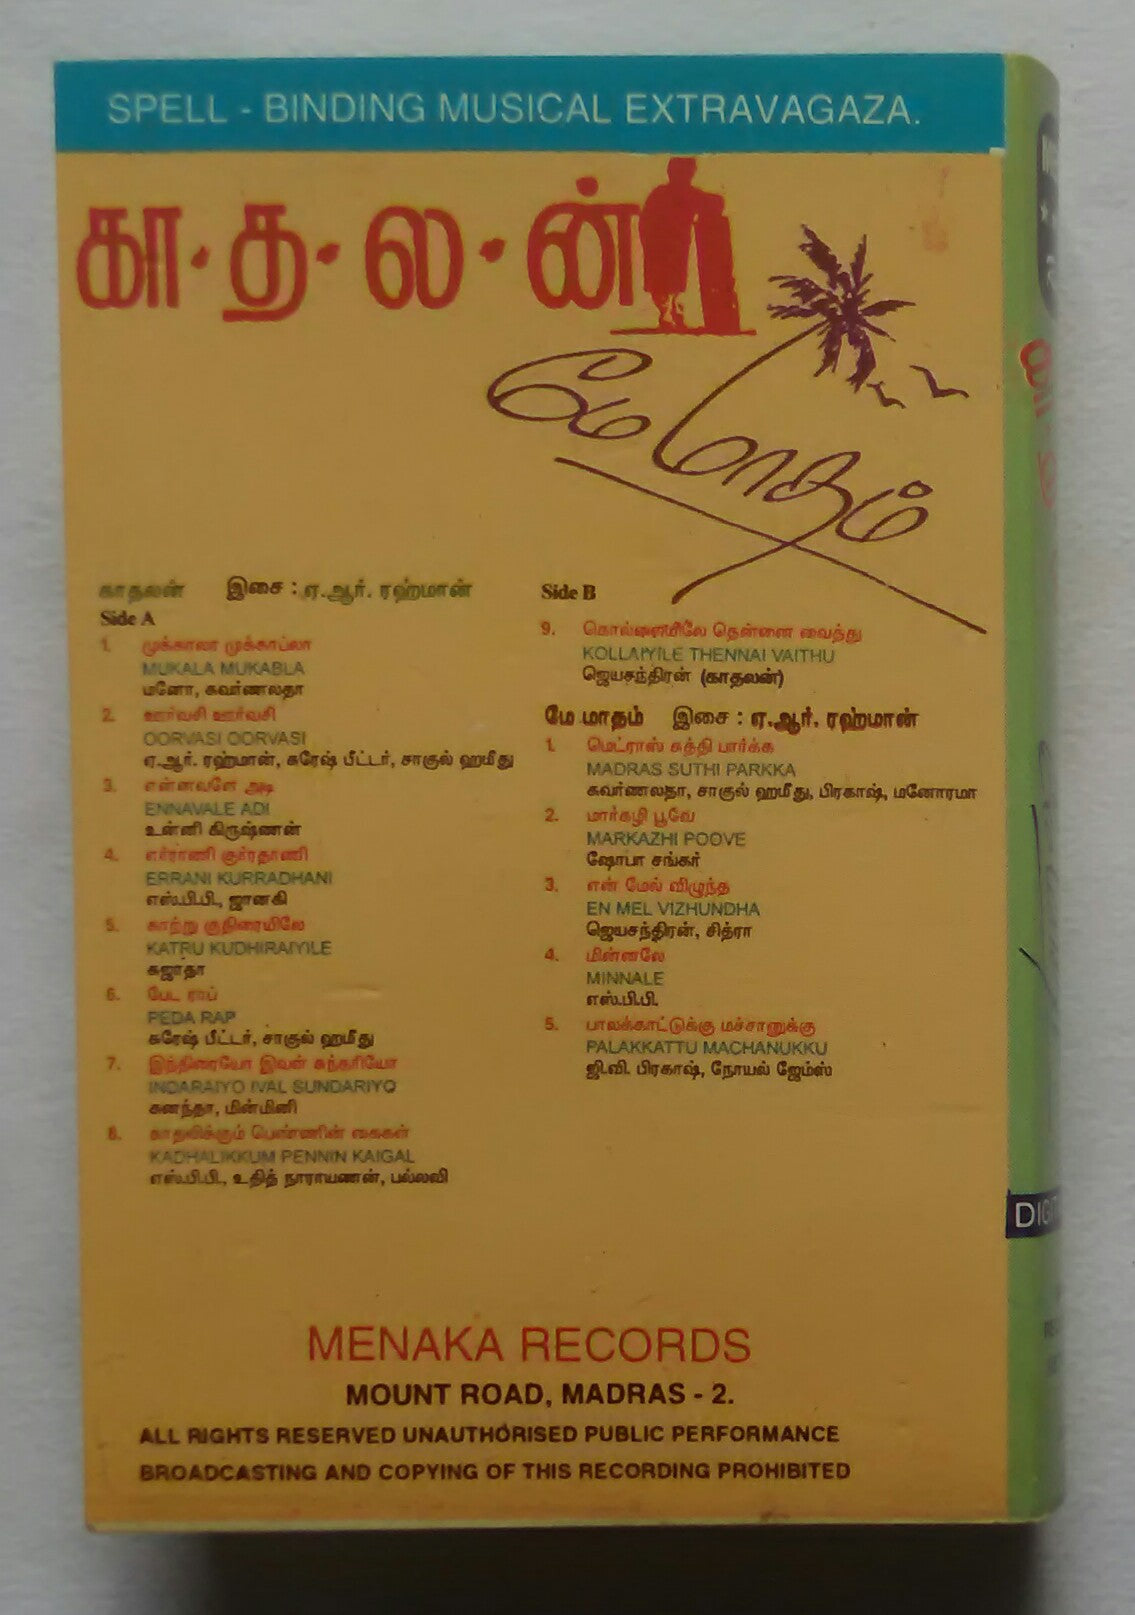 SPELL - BINDING MUSICAL EXTRAVAGAZA.
கா·த·ல·ன்
மே மாதம்
காதலன் இசை : ஏ.ஆர். ரஹ்மான்
Side A
1. முக்காலா முக்காப்லா
MUKALA MUKABLA
மனோ, சுவர்ணலதா
2. ஊர்வசி ஊர்வசி
OORVASI OORVASI
ஏ.ஆர். ரஹ்மான், சுரேஷ் பீட்டர், சாகுல் ஹமீது
3. என்னவளே அடி
ENNAVALE ADI
உன்னி கிருஷ்ணன்
4. எர்ராணி குர்ரதாணி
ERRANI KURRADHANI
எஸ்.பி.பி., ஜானகி
5. காற்று குதிரையிலே
KATRU KUDHIRAIYILE
சுஜாதா
6. பேட ராப்
PEDA RAP
சுரேஷ் பீட்டர், சாகுல் ஹமீது
7. இந்திரையோ இவள் சுந்தரியோ
INDARAIYO IVAL SUNDARIYO
சுனந்தா, மின்மினி
8. காதலிக்கும் பெண்ணின் கைகள்
KADHALIKKUM PENNIN KAIGAL
எஸ்.பி.பி., உதித் நாராயணன், பல்லவி
Side B
9. கொல்லையிலே தென்னை வைத்து
KOLLAIYILE THENNAI VAITHU
ஜெயசந்திரன் (காதலன்)
மே மாதம் இசை : ஏ.ஆர். ரஹ்மான்
1. மெட்ராஸ் சுத்தி பார்க்க
MADRAS SUTHI PARKKA
சுவர்ணலதா, சாகுல் ஹமீது, பிரகாஷ், மனோரமா
2. மார்கழி பூவே
MARKAZHI POOVE
ஷோபா சங்கர்
3. என் மேல் விழுந்த
EN MEL VIZHUNDHA
ஜெயசந்திரன், சித்ரா
4. மின்னலே
MINNALE
எஸ்.பி.பி.
5. பாலக்காட்டுக்கு மச்சானுக்கு
PALAKKATTU MACHANUKKU
ஜி.வி. பிரகாஷ், நோயல் ஜேம்ஸ்
MENAKA RECORDS
MOUNT ROAD, MADRAS - 2.
ALL RIGHTS RESERVED UNAUTHORISED PUBLIC PERFORMANCE
BROADCASTING AND COPYING OF THIS RECORDING PROHIBITED